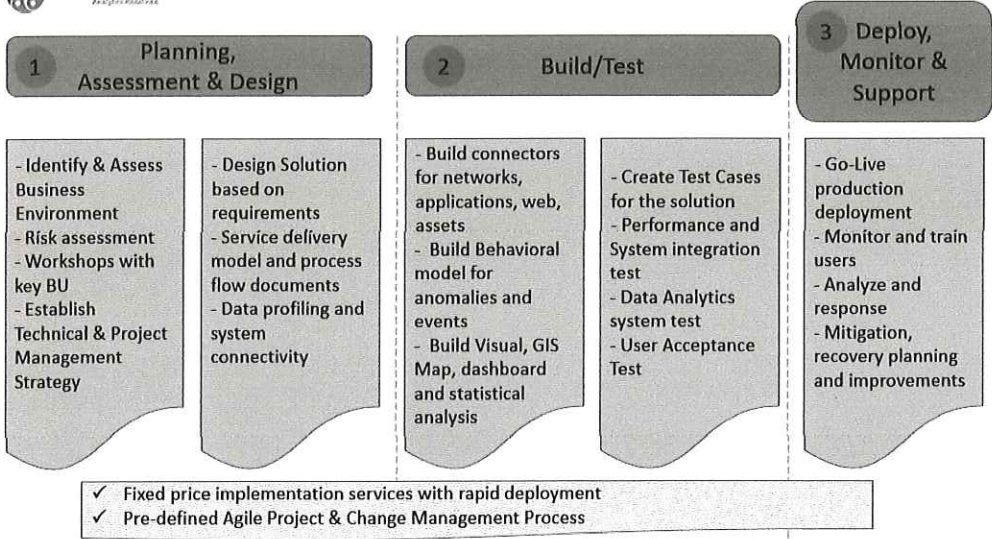 1
Planning,
Assessment & Design
2
Build/Test
3
Deploy,
Monitor &
Support
- Identify & Assess
Business
Environment
- Risk assessment
- Workshops with
key BU
- Establish
Technical & Project
Management
Strategy
- Design Solution
based on
requirements
- Service delivery
model and process
flow documents
- Data profiling and
system
connectivity
- Build connectors
for networks,
applications, web,
assets
- Build Behavioral
model for
anomalies and
events
- Build Visual, GIS
Map, dashboard
and statistical
analysis
- Create Test Cases
for the solution
- Performance and
System integration
test
- Data Analytics
system test
- User Acceptance
Test
- Go-Live
production
deployment
- Monitor and train
users
- Analyze and
response
- Mitigation,
recovery planning
and improvements
✓ Fixed price implementation services with rapid deployment
✓ Pre-defined Agile Project & Change Management Process